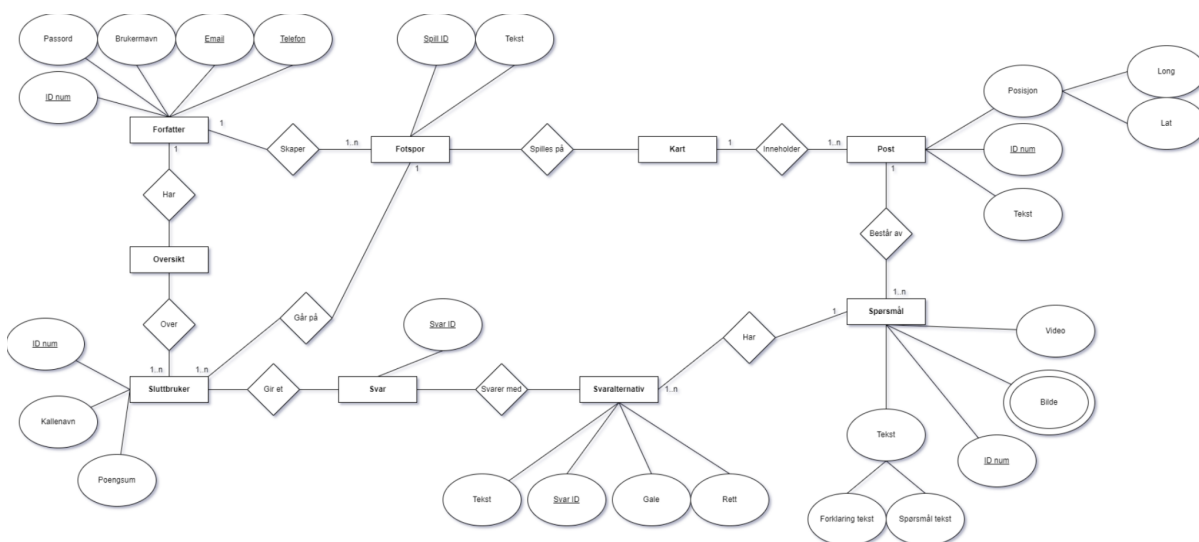 Passord
Brukernavn
Email
Telefon
ID num
Forfatter
1
1
Skaper
1..n
Spill ID
Tekst
Fotspor
1
Spilles på
Kart
1
Inneholder
1..n
Post
1
Posisjon
Long
Lat
ID num
Tekst
Har
Oversikt
Over
1..n
Går på
1..n
Består av
1..n
Spørsmål
1
Video
Bilde
ID num
Tekst
Forklaring tekst
Spørsmål tekst
Har
1..n
ID num
Kallenavn
Poengsum
Sluttbruker
Gir et
Svar ID
Svar
Svarer med
Svaralternativ
Tekst
Svar ID
Gale
Rett